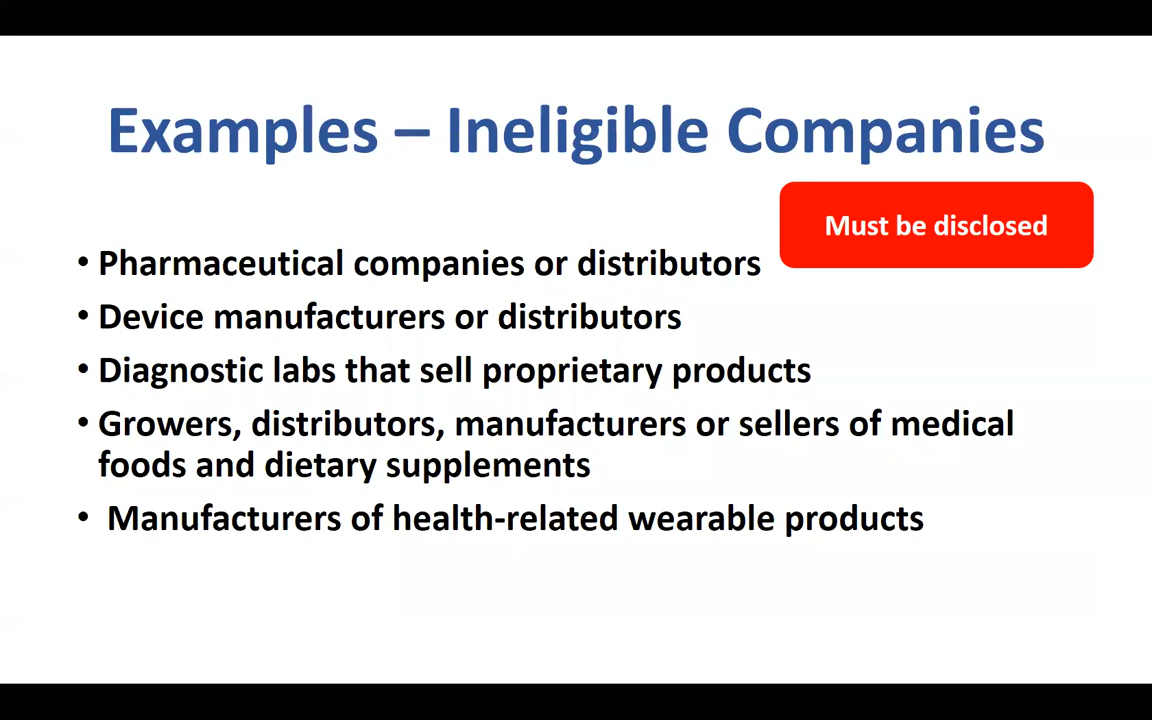 Examples – Ineligible Companies
Must be disclosed
• Pharmaceutical companies or distributors
• Device manufacturers or distributors
• Diagnostic labs that sell proprietary products
• Growers, distributors, manufacturers or sellers of medical
foods and dietary supplements
• Manufacturers of health-related wearable products